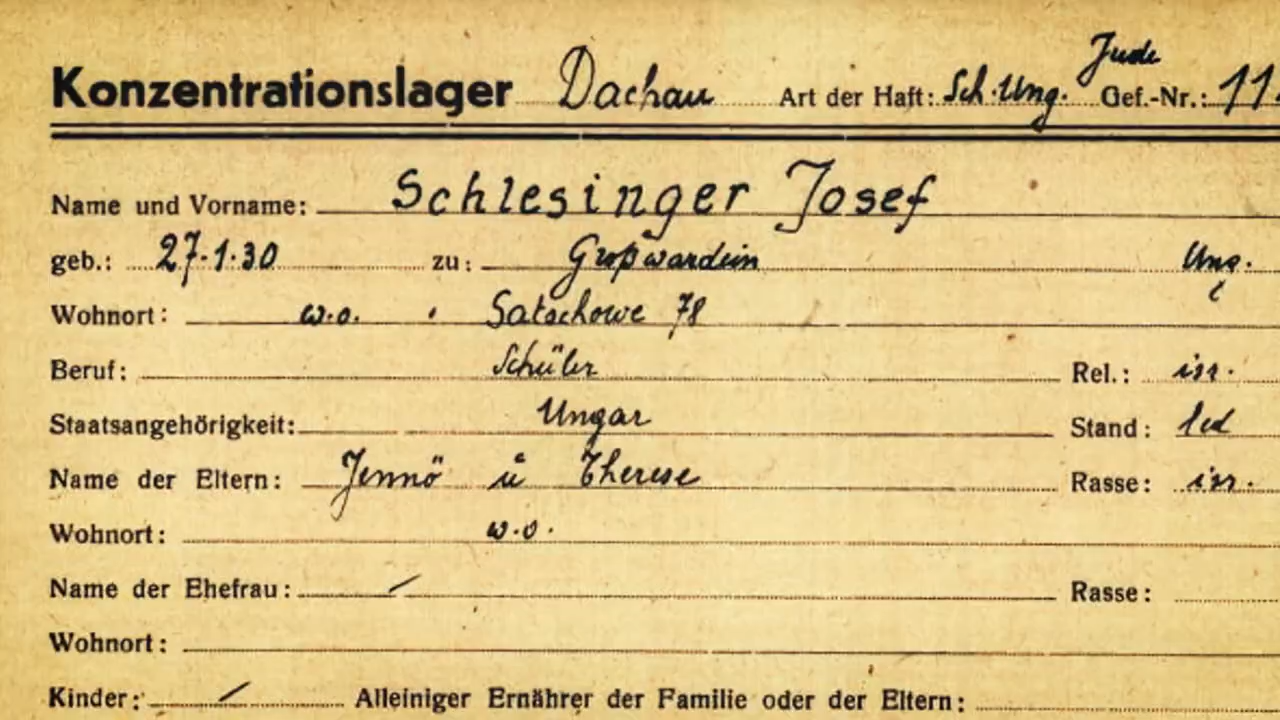 Jude
Konzentrationslager Dachau Art der Haft: Sch. Ung. Gef.-Nr.: 11
Name und Vorname: Schlesinger Josef
geb.: 27.1.30 zu: Großwardein Ung.
Wohnort: w.o. Satschowe 78
Beruf: Schüler Rel.: isr.
Staatsangehörigkeit: Ungar Stand: led
Name der Eltern: Jennö u Therese Rasse: isr.
Wohnort: w.o.
Name der Ehefrau: / Rasse:
Wohnort:
Kinder: / Alleiniger Ernährer der Familie oder der Eltern: